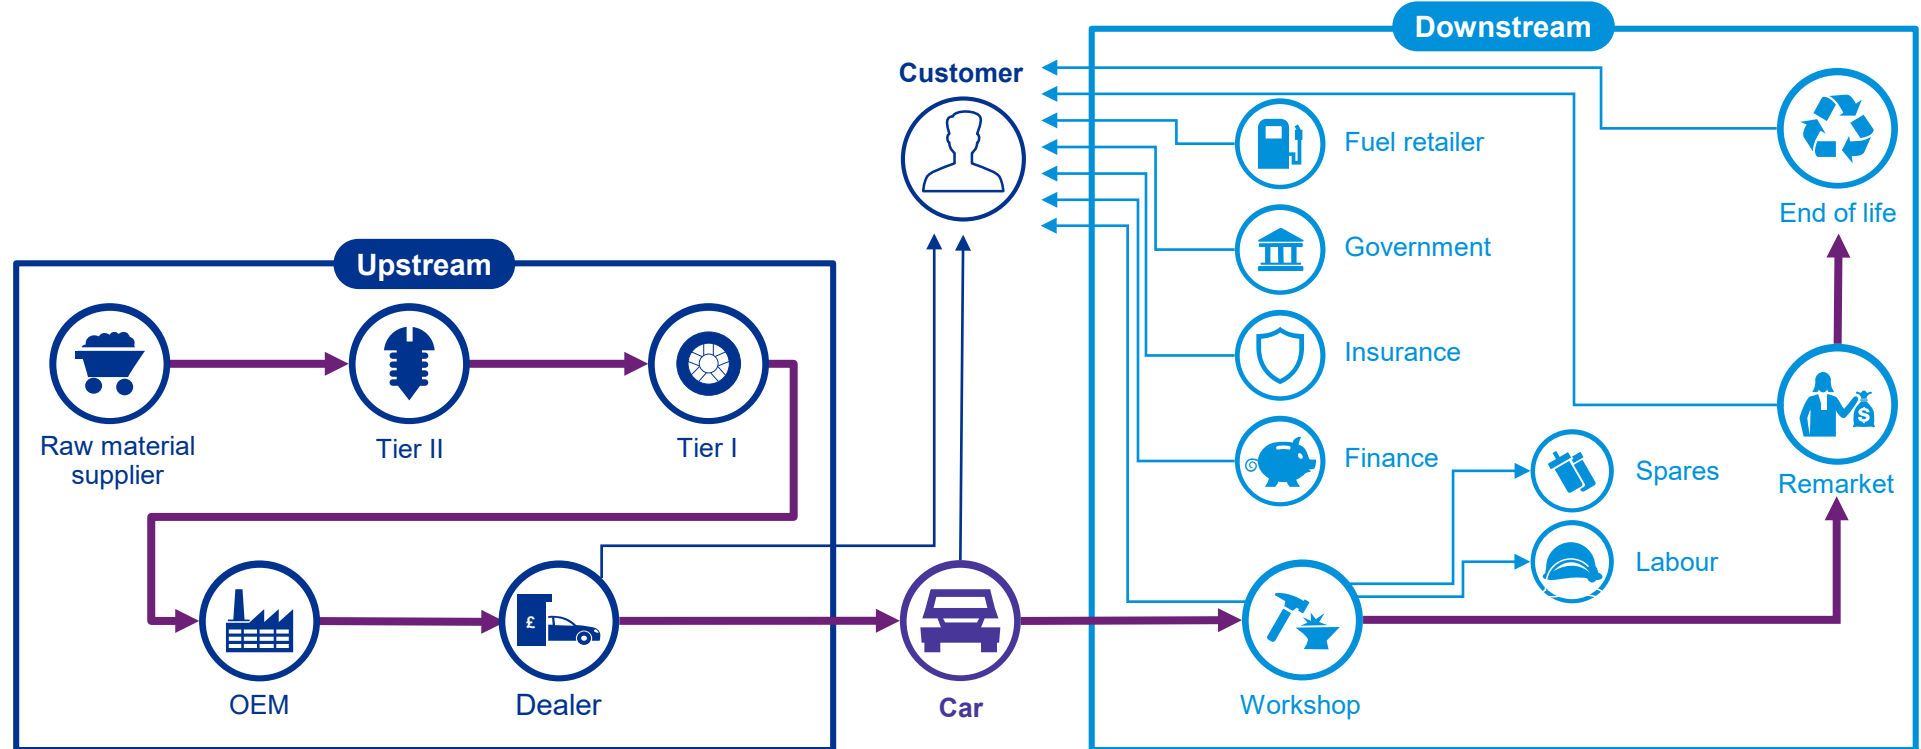 Downstream
Customer
Fuel retailer
End of life
Government
Upstream
Insurance
Raw material
supplier
Tier II
Tier I
Finance
Spares
$
Remarket
Labour
£
OEM
Dealer
Car
Workshop